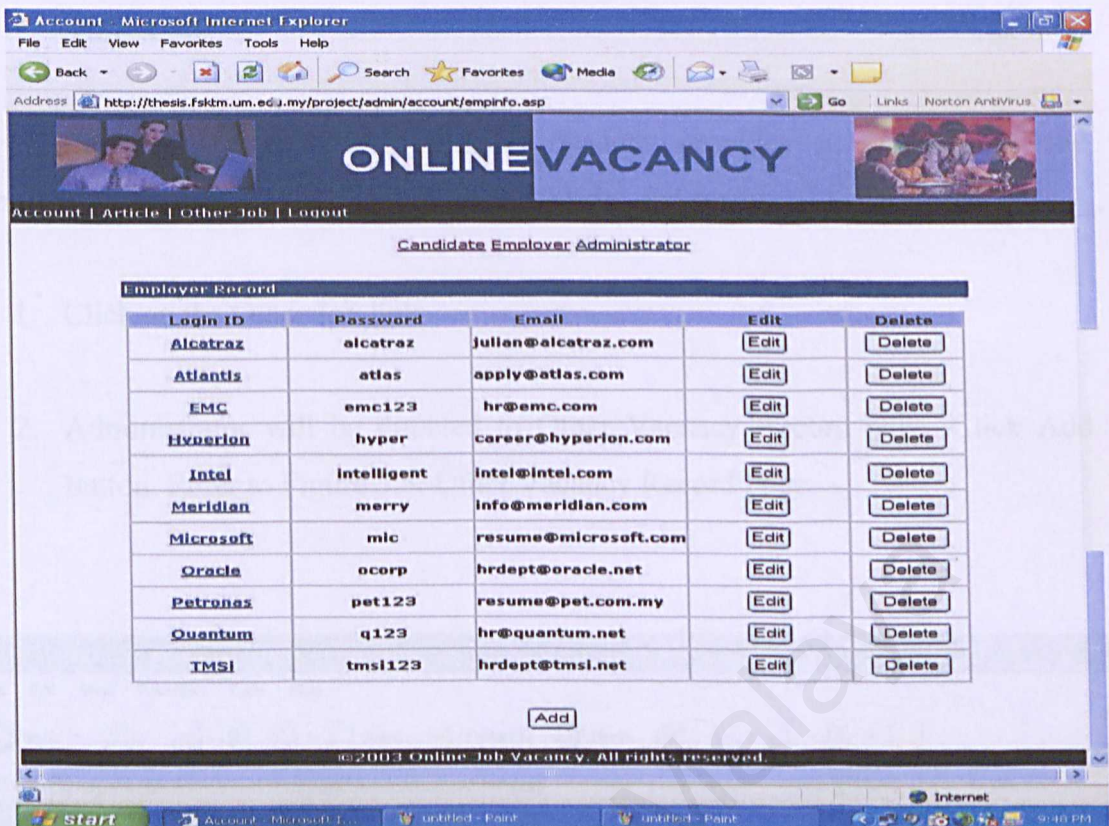 Account - Microsoft Internet Explorer
File Edit View Favorites Tools Help
Back Search Favorites Media
Address http://thesis.fsktm.um.edu.my/project/admin/account/empinfo.asp Go Links Norton AntiVirus
ONLINEVACANCY
Account | Article | Other Job | Logout
Candidate Employer Administrator
Employer Record
Login ID Password Email Edit Delete
Alcatraz alcatraz julian@alcatraz.com Edit Delete
Atlantis atlas apply@atlas.com Edit Delete
EMC emc123 hr@emc.com Edit Delete
Hyperion hyper career@hyperion.com Edit Delete
Intel intelligent intel@intel.com Edit Delete
Meridian merry info@meridian.com Edit Delete
Microsoft mic resume@microsoft.com Edit Delete
Oracle ocorp hrdept@oracle.net Edit Delete
Petronas pet123 resume@pet.com.my Edit Delete
Quantum q123 hr@quantum.net Edit Delete
TMSi tmsi123 hrdept@tmsi.net Edit Delete
Add
©2003 Online Job Vacancy. All rights reserved.
Internet
start Account - Microsoft I... untitled - Paint untitled - Paint 9:48 PM
Malaya